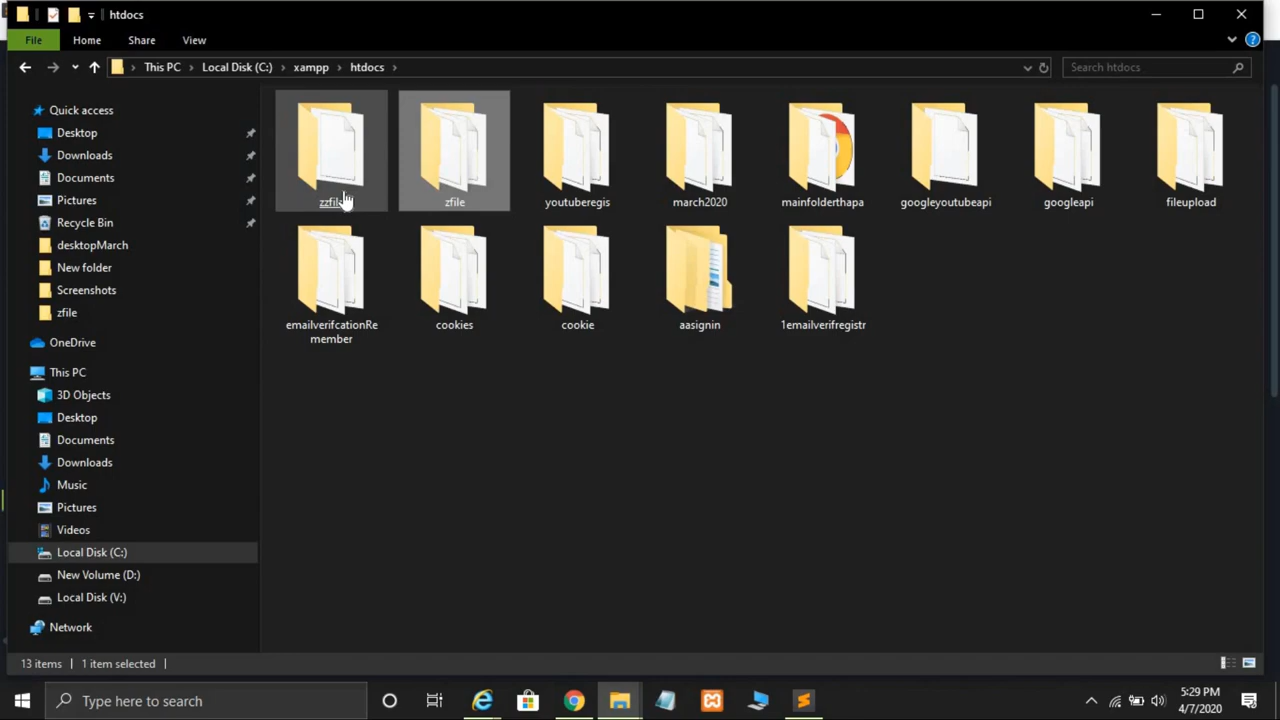 htdocs
File Home Share View
This PC Local Disk (C:) xampp htdocs
Search htdocs
Quick access
Desktop
Downloads
Documents
Pictures
Recycle Bin
desktopMarch
New folder
Screenshots
zfile
OneDrive
This PC
3D Objects
Desktop
Documents
Downloads
Music
Pictures
Videos
Local Disk (C:)
New Volume (D:)
Local Disk (V:)
Network
zfile youtuberegis march2020 mainfolderthapa googleyoutubeapi googleapi fileupload
emailverifcationRe cookies cookie aasignin 1emailverifregistr
member
13 items 1 item selected
Type here to search
5:29 PM
4/7/2020